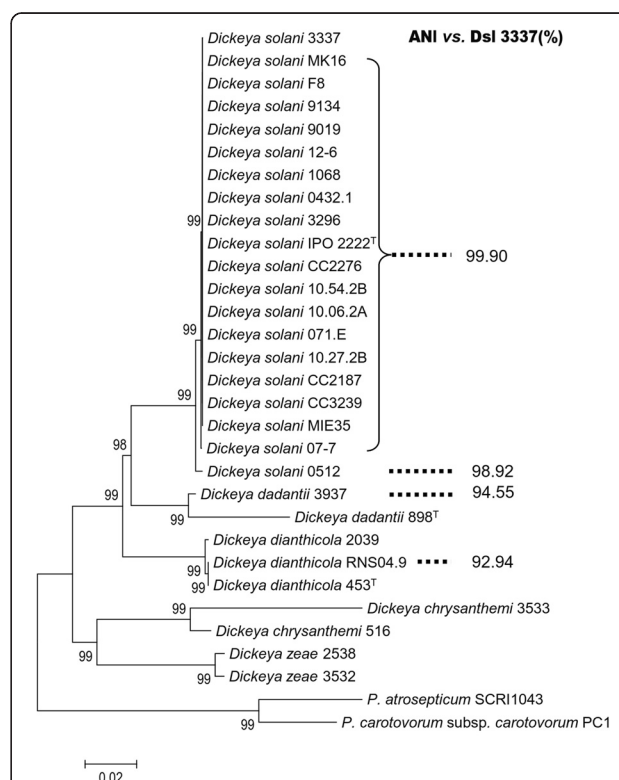 ANI vs. Dsl 3337(%)
Dickeya solani 3337
Dickeya solani MK16
Dickeya solani F8
Dickeya solani 9134
Dickeya solani 9019
Dickeya solani 12-6
Dickeya solani 1068
Dickeya solani 0432.1
Dickeya solani 3296
99
Dickeya solani IPO 2222ᵀ
99.90
Dickeya solani CC2276
Dickeya solani 10.54.2B
Dickeya solani 10.06.2A
99
Dickeya solani 071.E
Dickeya solani 10.27.2B
Dickeya solani CC2187
Dickeya solani CC3239
Dickeya solani MIE35
98
Dickeya solani 07-7
Dickeya solani 0512
98.92
99
Dickeya dadantii 3937
94.55
99
Dickeya dadantii 898ᵀ
Dickeya dianthicola 2039
99
Dickeya dianthicola RNS04.9
92.94
99
Dickeya dianthicola 453ᵀ
99
Dickeya chrysanthemi 3533
Dickeya chrysanthemi 516
99
Dickeya zeae 2538
99
Dickeya zeae 3532
P. atrosepticum SCRI1043
99
P. carotovorum subsp. carotovorum PC1
0.02